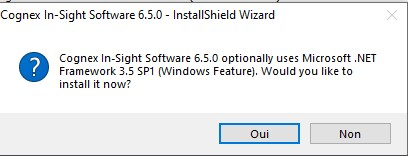 Cognex In-Sight Software 6.5.0 - InstallShield Wizard
Cognex In-Sight Software 6.5.0 optionally uses Microsoft .NET
Framework 3.5 SP1 (Windows Feature). Would you like to
install it now?
Oui Non